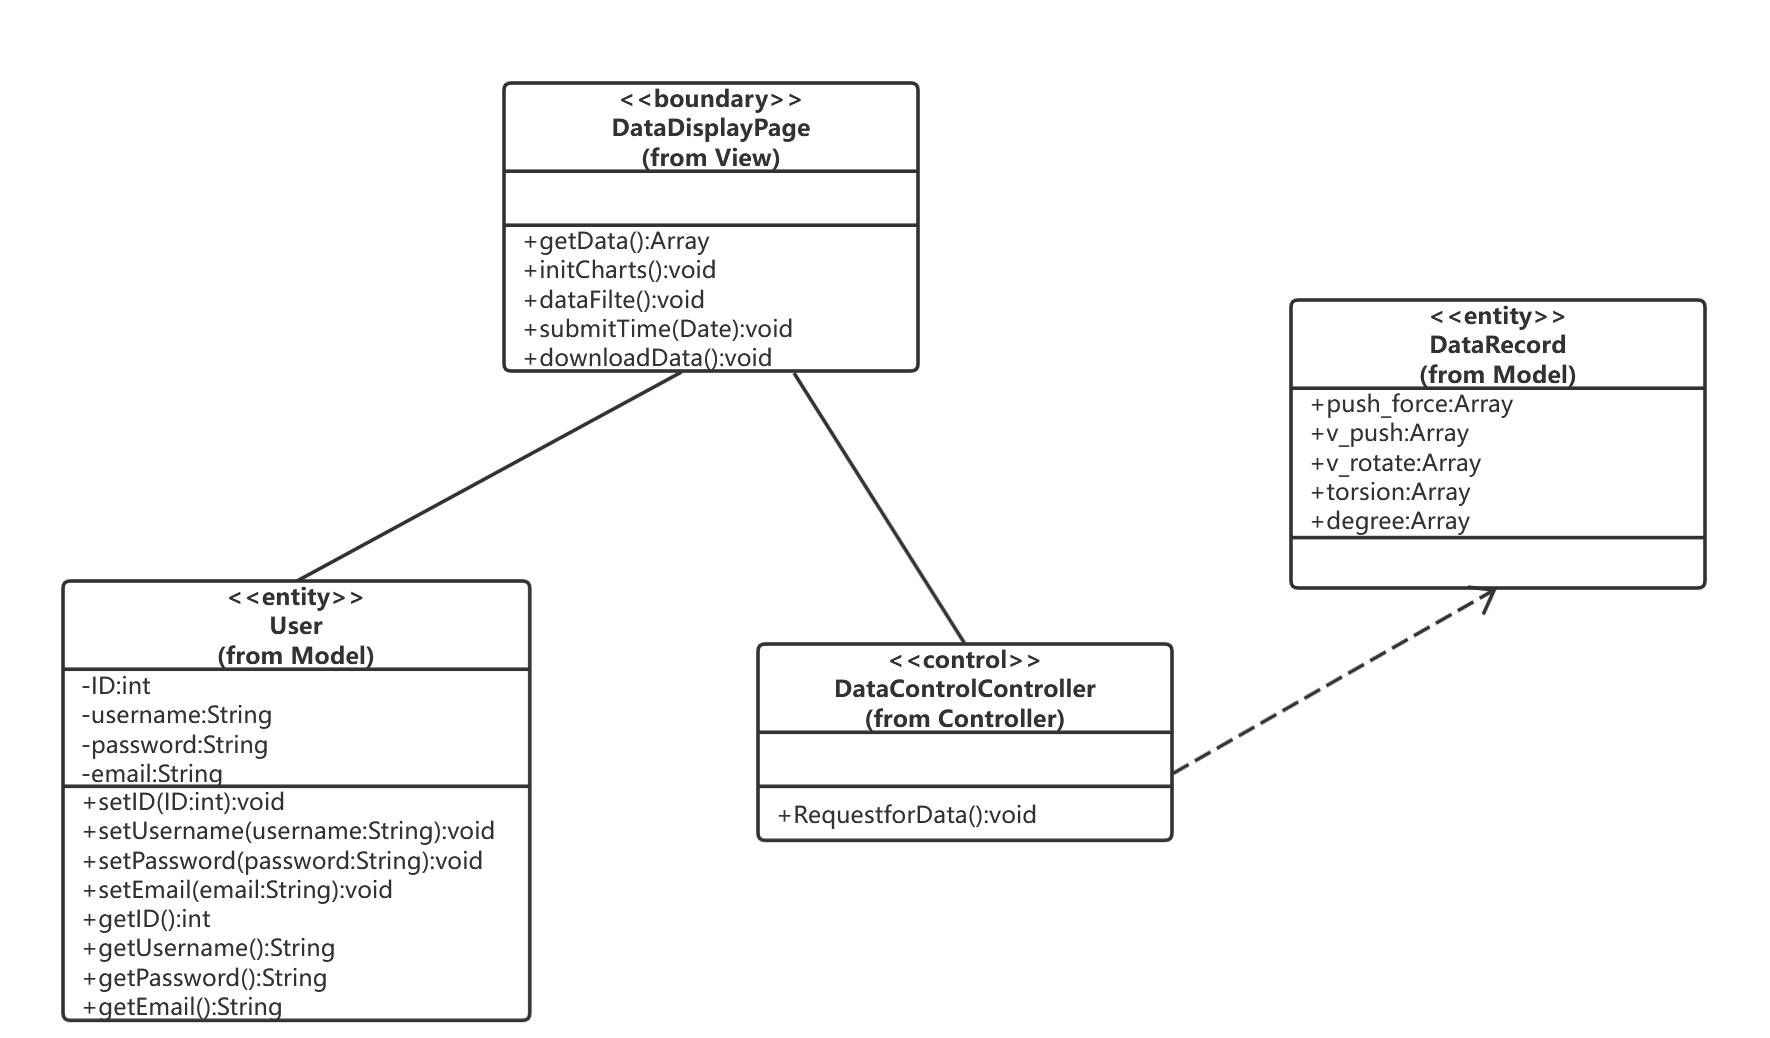 <<boundary>>
DataDisplayPage
(from View)
+getData():Array
+initCharts():void
+dataFilte():void
+submitTime(Date):void
+downloadData():void
<<entity>>
DataRecord
(from Model)
+push_force:Array
+v_push:Array
+v_rotate:Array
+torsion:Array
+degree:Array
<<entity>>
User
(from Model)
-ID:int
-username:String
-password:String
-email:String
+setID(ID:int):void
+setUsername(username:String):void
+setPassword(password:String):void
+setEmail(email:String):void
+getID():int
+getUsername():String
+getPassword():String
+getEmail():String
<<control>>
DataControlController
(from Controller)
+RequestforData():void